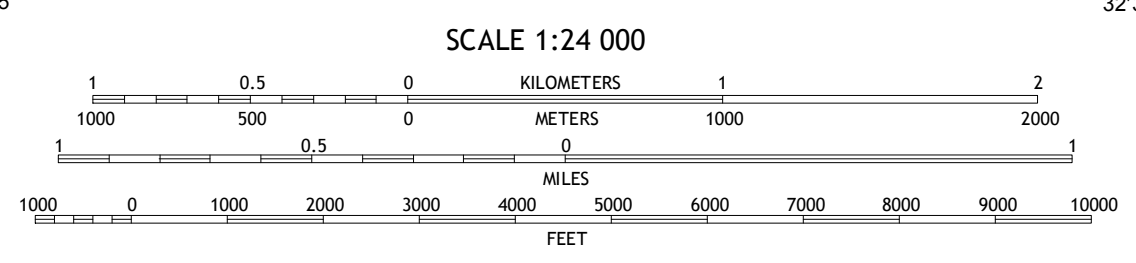 SCALE 1:24 000
1 0.5 0 KILOMETERS 1 2
1000 500 0 METERS 1000 2000
1 0.5 0 1
MILES
1000 0 1000 2000 3000 4000 5000 6000 7000 8000 9000 10000
FEET